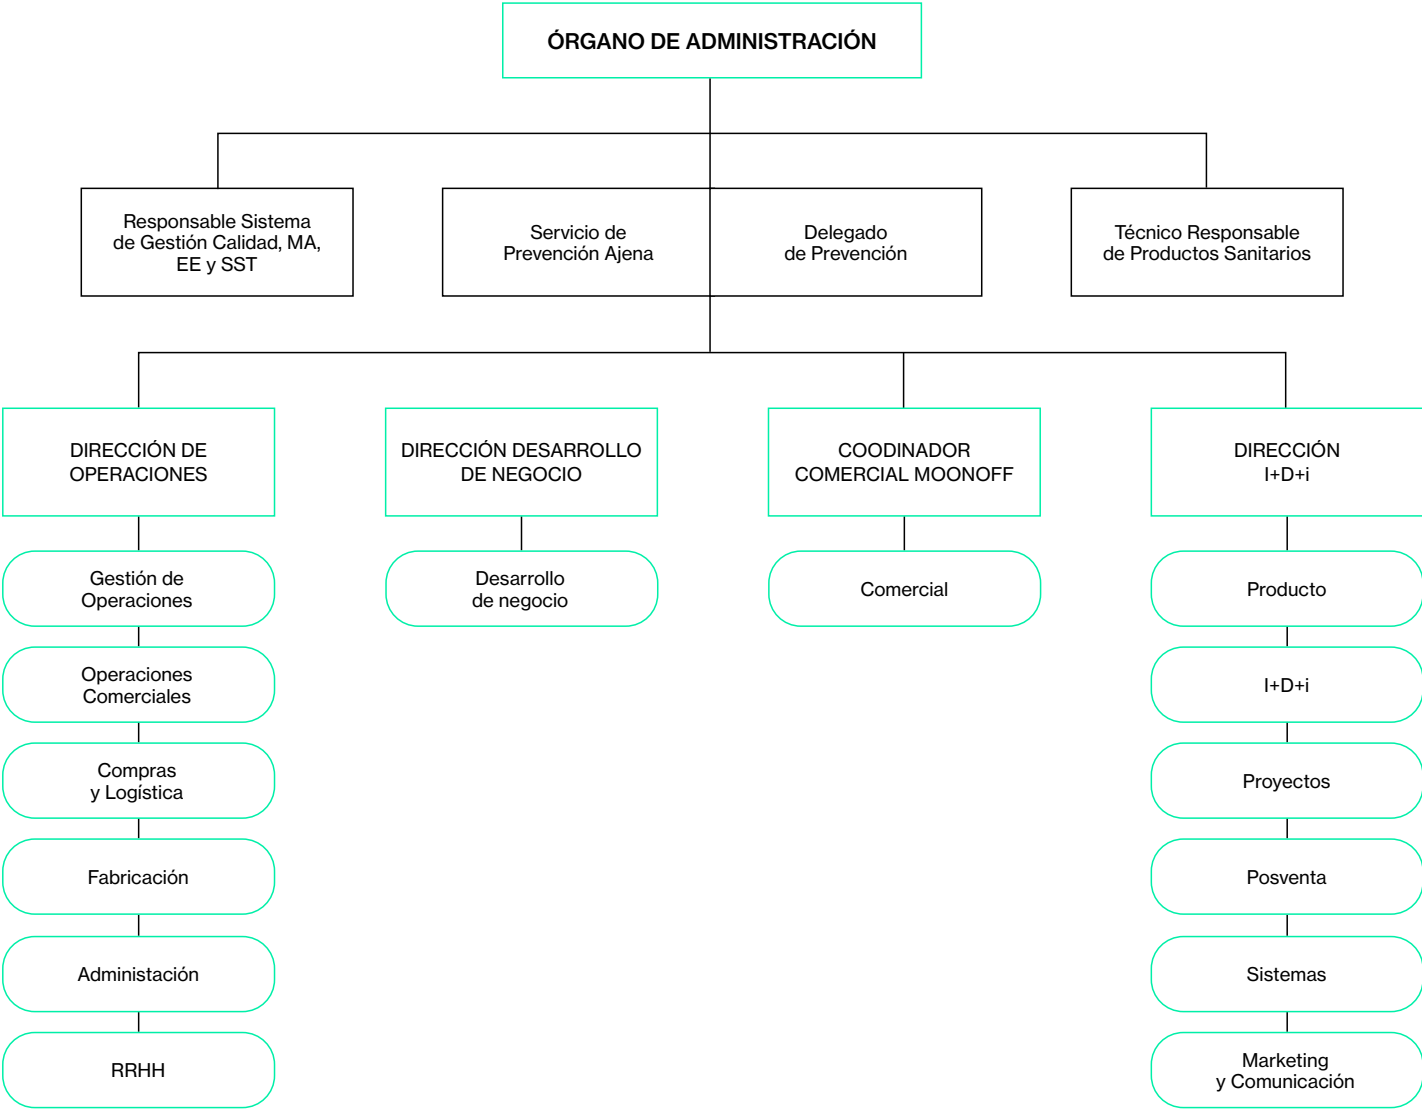 ÓRGANO DE ADMINISTRACIÓN
Responsable Sistema
de Gestión Calidad, MA,
EE y SST
Servicio de
Prevención Ajena
Delegado
de Prevención
Técnico Responsable
de Productos Sanitarios
DIRECCIÓN DE
OPERACIONES
DIRECCIÓN DESARROLLO
DE NEGOCIO
COODINADOR
COMERCIAL MOONOFF
DIRECCIÓN
I+D+i
Gestión de
Operaciones
Desarrollo
de negocio
Comercial
Producto
Operaciones
Comerciales
I+D+i
Compras
y Logística
Proyectos
Fabricación
Posventa
Administación
Sistemas
RRHH
Marketing
y Comunicación